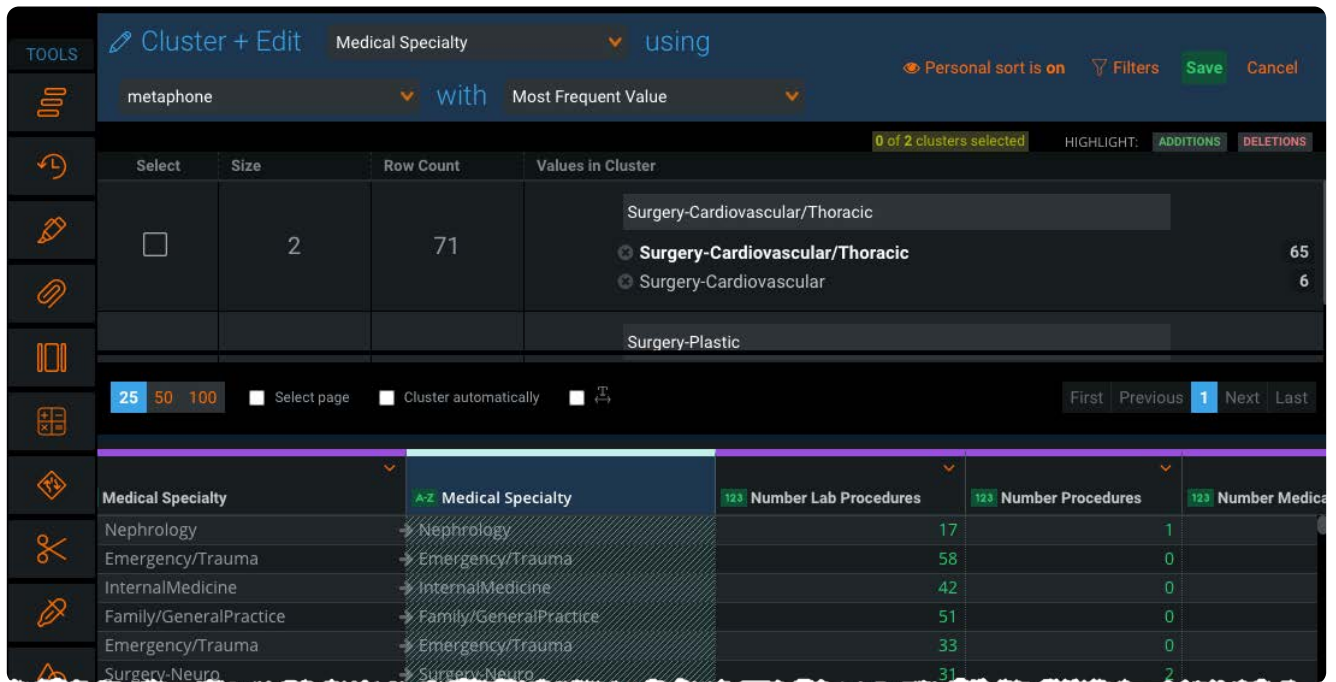 TOOLS
Cluster + Edit Medical Specialty using
metaphone with Most Frequent Value
Personal sort is on Filters Save Cancel
0 of 2 clusters selected HIGHLIGHT: ADDITIONS DELETIONS
Select Size Row Count Values in Cluster
Surgery-Cardiovascular/Thoracic
2 71
Surgery-Cardiovascular/Thoracic 65
Surgery-Cardiovascular 6
Surgery-Plastic
25 50 100 Select page Cluster automatically First Previous 1 Next Last
Medical Specialty A-Z Medical Specialty 123 Number Lab Procedures 123 Number Procedures 123 Number Medica
Nephrology Nephrology 17 1
Emergency/Trauma Emergency/Trauma 58 0
InternalMedicine InternalMedicine 42 0
Family/GeneralPractice Family/GeneralPractice 51 0
Emergency/Trauma Emergency/Trauma 33 0
Surgery-Neuro Surgery-Neuro 31 2